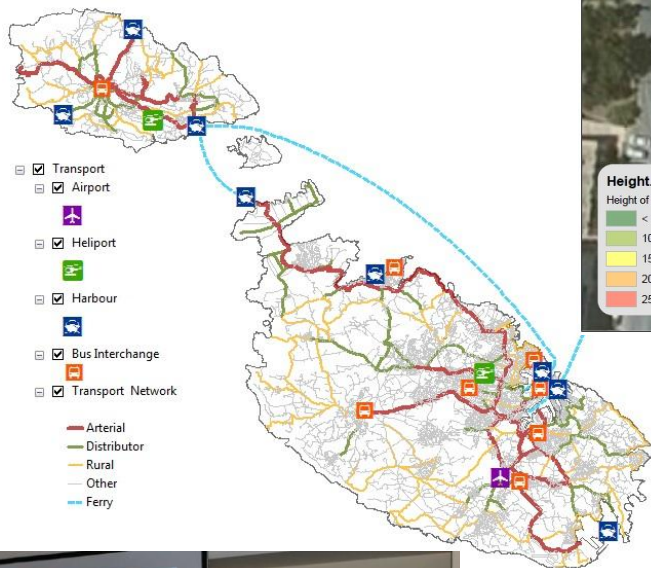 Transport
Airport
Heliport
Harbour
Bus Interchange
Transport Network
Arterial
Distributor
Rural
Other
Ferry
Height
Height of
<
10
15
20
25